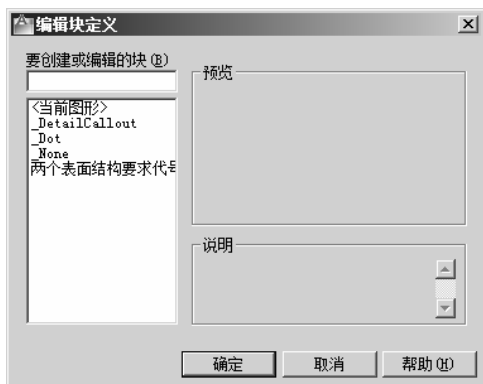 编辑块定义
要创建或编辑的块(B)
<当前图形>
_DetailCallout
_Dot
_None
两个表面结构要求代号
预览
说明
确定
取消
帮助(H)